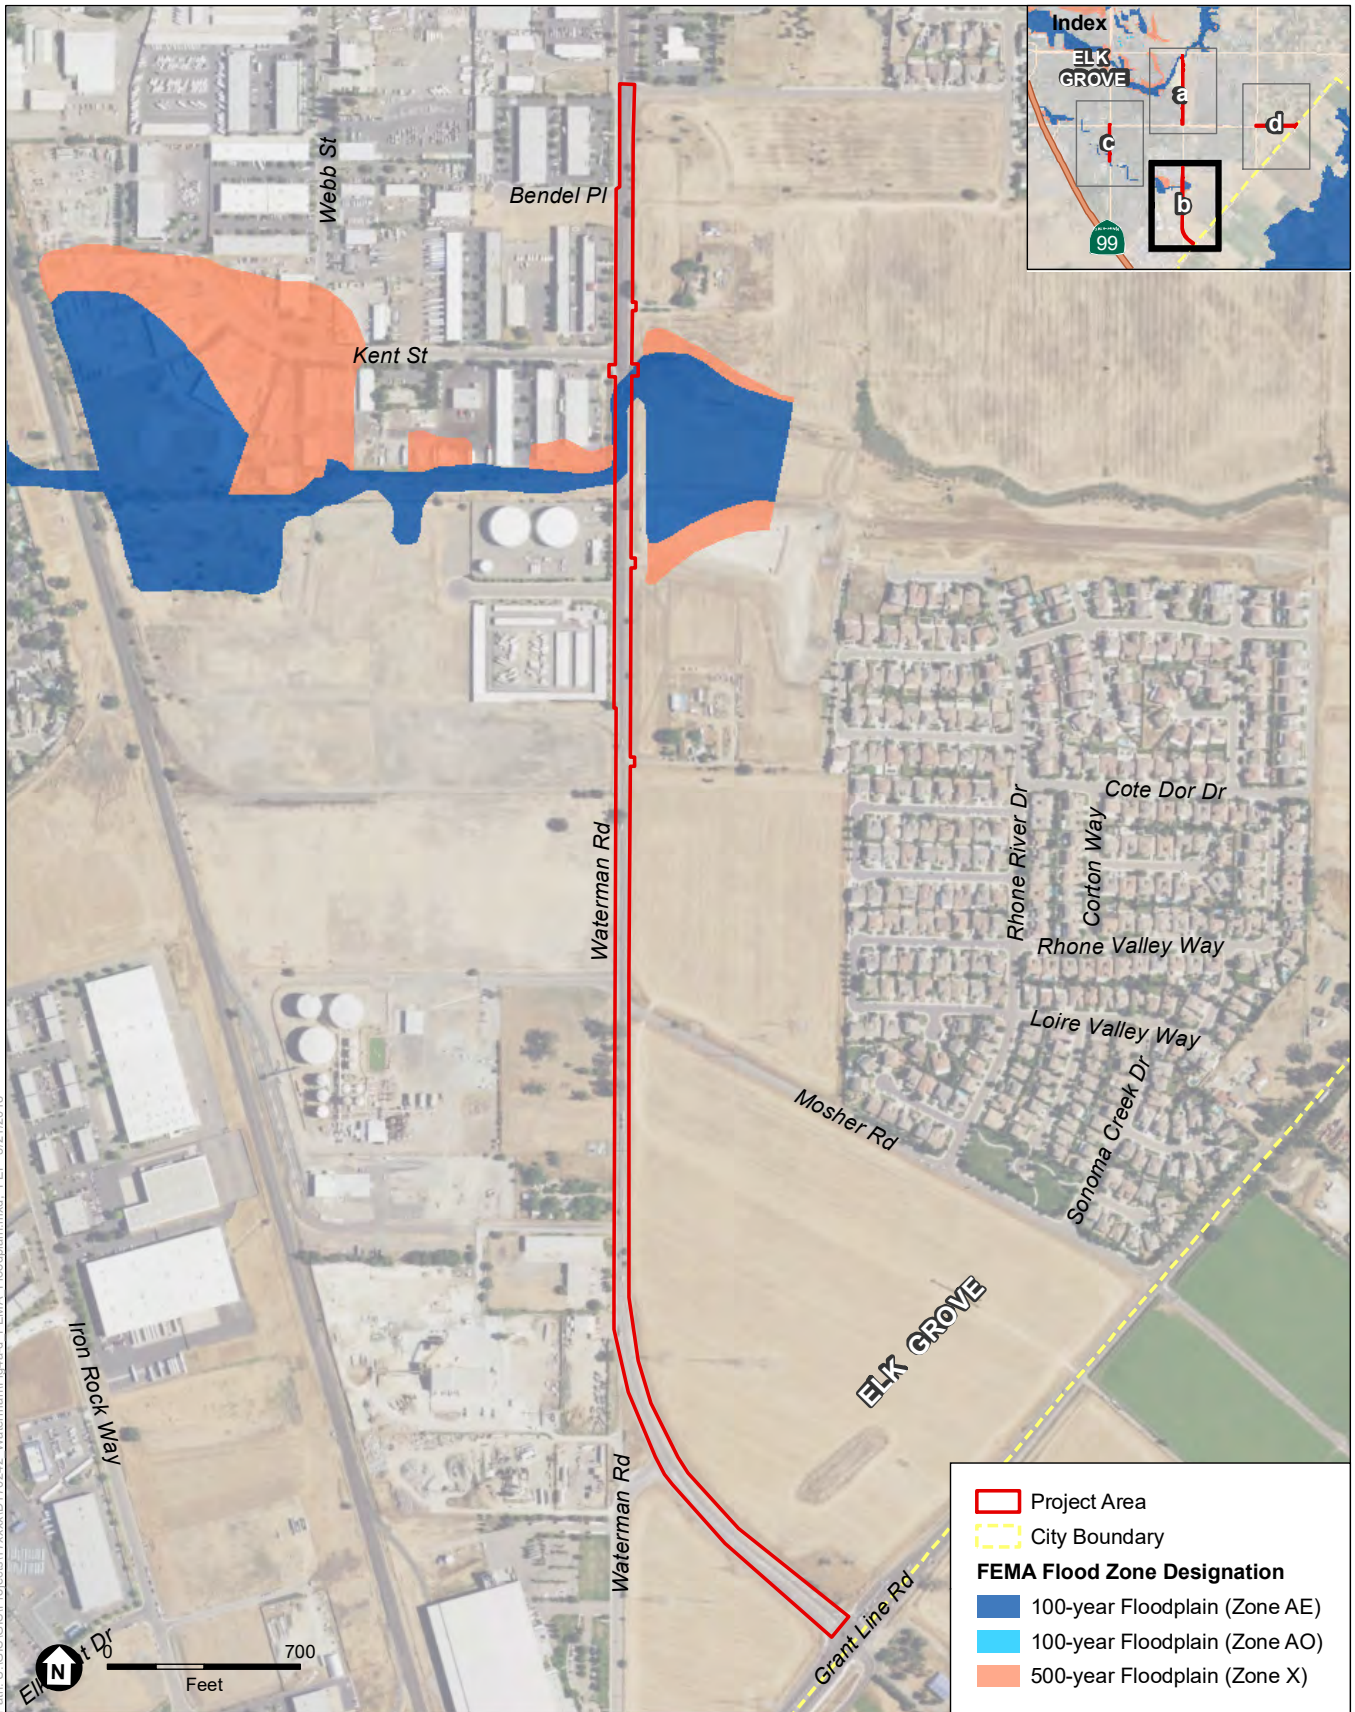 Index
ELK
GROVE
a
d
c
b
99
Webb St
Bendel Pl
Kent St
Waterman Rd
Cote Dor Dr
Rhone River Dr
Corton Way
Rhone Valley Way
Loire Valley Way
Mosher Rd
Sonoma Creek Dr
ELK GROVE
Iron Rock Way
Waterman Rd
Grant Line Rd
N
0 700
Feet
Project Area
City Boundary
FEMA Flood Zone Designation
100-year Floodplain (Zone AE)
100-year Floodplain (Zone AO)
500-year Floodplain (Zone X)